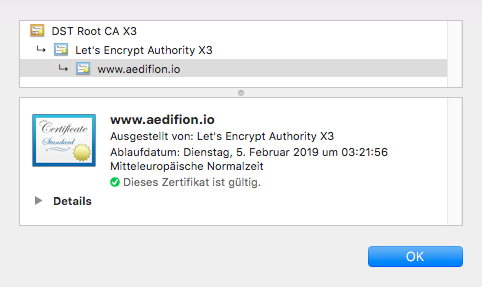 DST Root CA X3
Let's Encrypt Authority X3
www.aedifion.io
Certificate
Standard
www.aedifion.io
Ausgestellt von: Let's Encrypt Authority X3
Ablaufdatum: Dienstag, 5. Februar 2019 um 03:21:56
Mitteleuropäische Normalzeit
Dieses Zertifikat ist gültig.
Details
OK